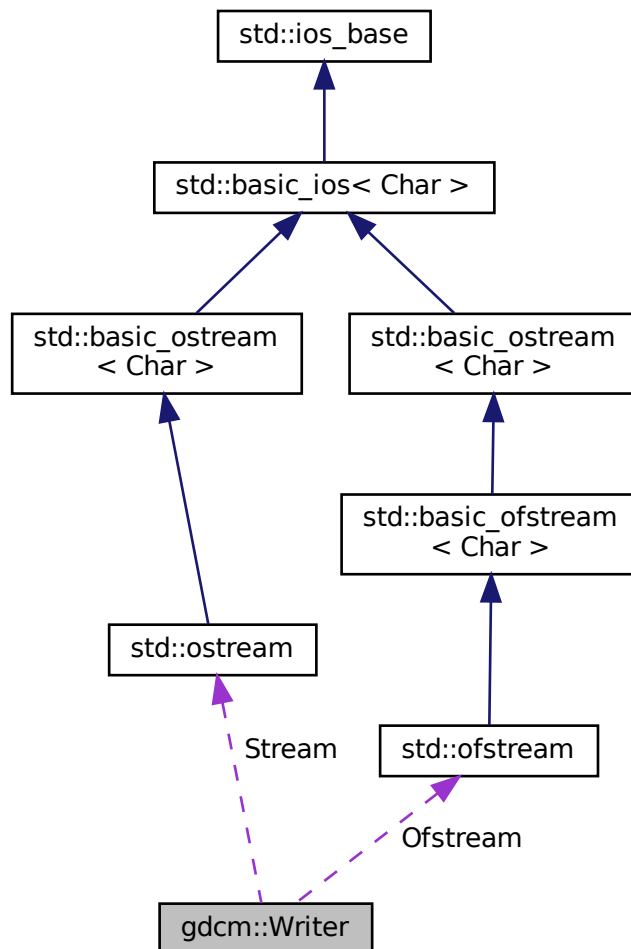 std::ios_base
std::basic_ios< Char >
std::basic_ostream
< Char >
std::basic_ostream
< Char >
std::basic_ofstream
< Char >
std::ostream
std::ofstream
Stream
Ofstream
gdcm::Writer